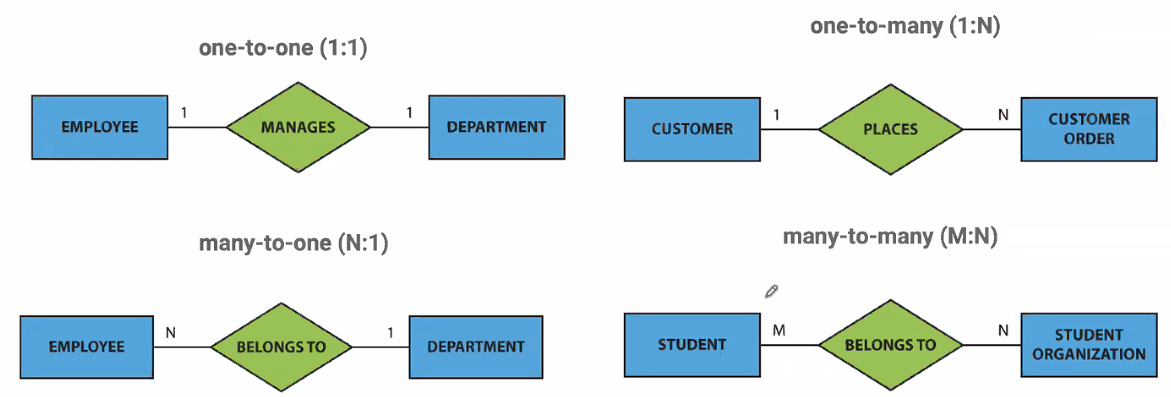 one-to-one (1:1)
EMPLOYEE
1
MANAGES
1
DEPARTMENT
one-to-many (1:N)
CUSTOMER
1
PLACES
N
CUSTOMER
ORDER
many-to-one (N:1)
EMPLOYEE
N
BELONGS TO
1
DEPARTMENT
many-to-many (M:N)
STUDENT
M
BELONGS TO
N
STUDENT
ORGANIZATION